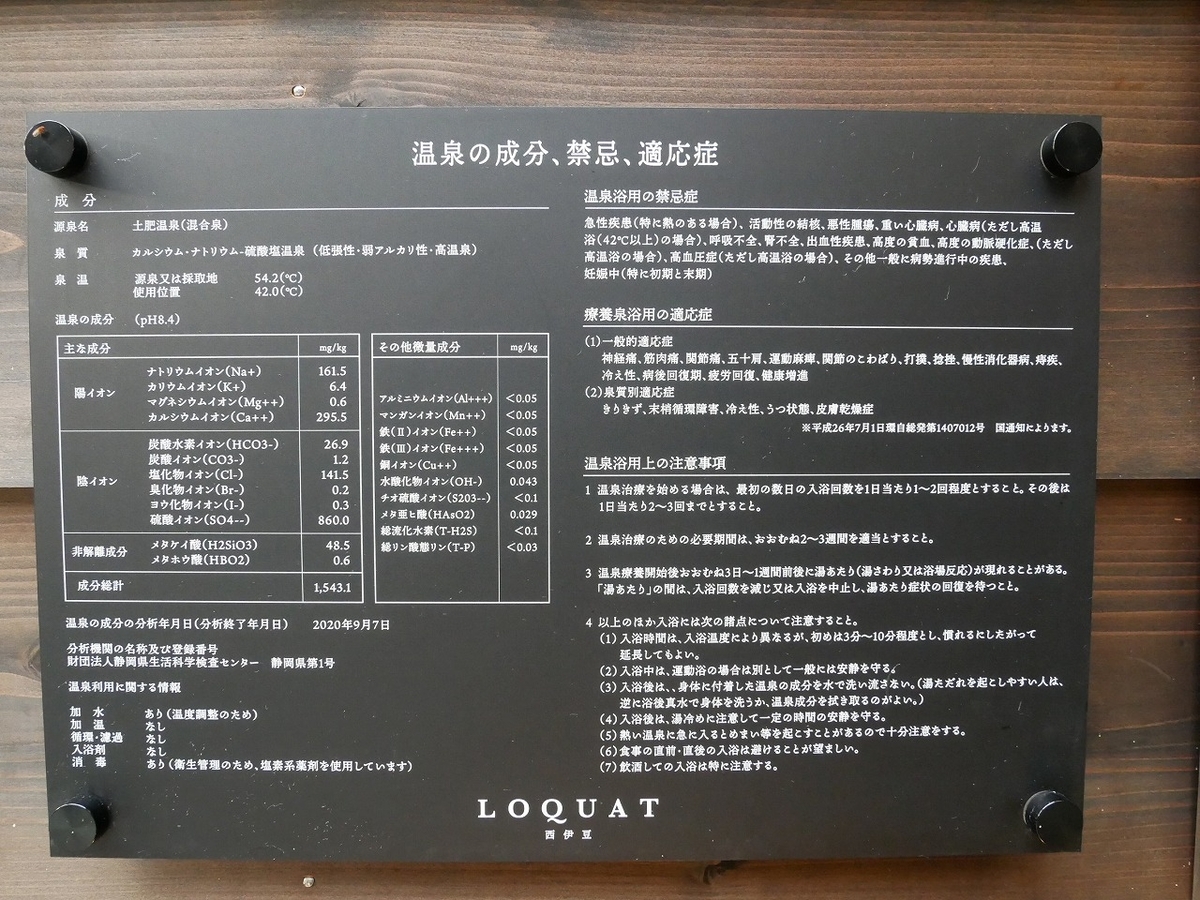 温泉の成分、禁忌、適応症
成 分
源泉名 土肥温泉(混合泉)
泉 質 カルシウム・ナトリウム-硫酸塩温泉 (低張性・弱アルカリ性・高温泉)
泉 温 源泉又は採取地 54.2(℃)
使用位置 42.0(℃)
温泉の成分 (pH8.4)
主な成分 mg/kg
陽イオン
ナトリウムイオン(Na+) 161.5
カリウムイオン(K+) 6.4
マグネシウムイオン(Mg++) 0.6
カルシウムイオン(Ca++) 295.5
陰イオン
炭酸水素イオン(HCO3-) 26.9
炭酸イオン(CO3-) 1.2
塩化物イオン(Cl-) 141.5
臭化物イオン(Br-) 0.2
ヨウ化物イオン(I-) 0.3
硫酸イオン(SO4--) 860.0
非解離成分
メタケイ酸(H2SiO3) 48.5
メタホウ酸(HBO2) 0.6
成分総計 1,543.1
その他微量成分 mg/kg
アルミニウムイオン(Al+++) <0.05
マンガンイオン(Mn++) <0.05
鉄(Ⅱ)イオン(Fe++) <0.05
鉄(Ⅲ)イオン(Fe+++) <0.05
銅イオン(Cu++) <0.05
水酸化物イオン(OH-) 0.043
チオ硫酸イオン(S203--) <0.1
メタ亜ヒ酸(HAsO2) 0.029
総流化水素(T-H2S) <0.1
総リン酸態リン(T-P) <0.03
温泉の成分の分析年月日(分析終了年月日) 2020年9月7日
分析機関の名称及び登録番号
財団法人静岡県生活科学検査センター 静岡県第1号
温泉利用に関する情報
加 水 あり(温度調整のため)
加 温 なし
循環・濾過 なし
入浴剤 なし
消 毒 あり(衛生管理のため、塩素系薬剤を使用しています)
温泉浴用の禁忌症
急性疾患(特に熱のある場合)、活動性の結核、悪性腫瘍、重い心臓病、心臓病(ただし高温
浴(42℃以上)の場合)、呼吸不全、腎不全、出血性疾患、高度の貧血、高度の動脈硬化症、(ただし
高温浴の場合)、高血圧症(ただし高温浴の場合)、その他一般に病勢進行中の疾患、
妊娠中(特に初期と末期)
療養泉浴用の適応症
(1)一般的適応症
神経痛、筋肉痛、関節痛、五十肩、運動麻痺、関節のこわばり、打撲、捻挫、慢性消化器病、痔疾、
冷え性、病後回復期、疲労回復、健康増進
(2)泉質別適応症
きりきず、末梢循環障害、冷え性、うつ状態、皮膚乾燥症
※平成26年7月1日環自総発第1407012号 国通知によります。
温泉浴用上の注意事項
1 温泉治療を始める場合は、最初の数日の入浴回数を1日当たり1~2回程度とすること。その後は
1日当たり2~3回までとすること。
2 温泉治療のための必要期間は、おおむね2~3週間を適当とすること。
3 温泉療養開始後おおむね3日~1週間前後に湯あたり(湯さわり又は浴場反応)が現れることがある。
「湯あたり」の間は、入浴回数を減じ又は入浴を中止し、湯あたり症状の回復を待つこと。
4 以上のほか入浴には次の諸点について注意すること。
(1)入浴時間は、入浴温度により異なるが、初めは3分~10分程度とし、慣れるにしたがって
延長してもよい。
(2)入浴中は、運動浴の場合は別として一般には安静を守る。
(3)入浴後は、、身体に付着した温泉の成分を水で洗い流さない。(湯ただれを起こしやすい人は、
逆に浴後真水で身体を洗うか、温泉成分を拭き取るのがよい。)
(4)入浴後は、湯冷めに注意して一定の時間の安静を守る。
(5)熱い温泉に急に入るとめまい等を起こすことがあるので十分注意をする。
(6)食事の直前・直後の入浴は避けることが望ましい。
(7)飲酒しての入浴は特に注意する。
LOQUAT
西伊豆